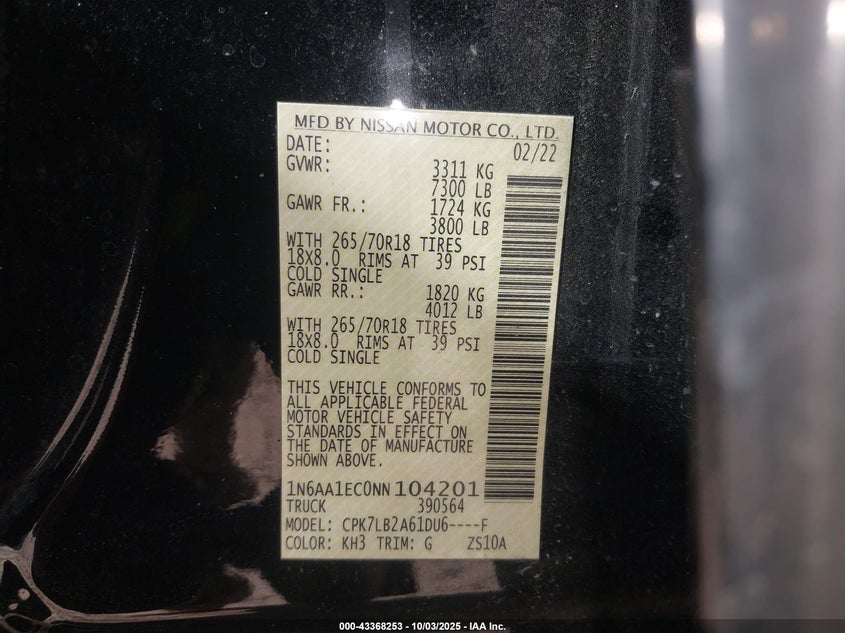 MFD BY NISSAN MOTOR CO., LTD.
DATE: 02/22
GVWR: 3311 KG
7300 LB
GAWR FR.: 1724 KG
3800 LB
WITH 265/70R18 TIRES
18X8.0 RIMS AT 39 PSI
COLD SINGLE
GAWR RR.: 1820 KG
4012 LB
WITH 265/70R18 TIRES
18X8.0 RIMS AT 39 PSI
COLD SINGLE
THIS VEHICLE CONFORMS TO
ALL APPLICABLE FEDERAL
MOTOR VEHICLE SAFETY
STANDARDS IN EFFECT ON
THE DATE OF MANUFACTURE
SHOWN ABOVE.
1N6AA1EC0NN104201
TRUCK 390564
MODEL: CPK7LB2A61DU6----F
COLOR: KH3 TRIM: G ZS10A
000-43368253 - 10/03/2025 - IAA Inc.